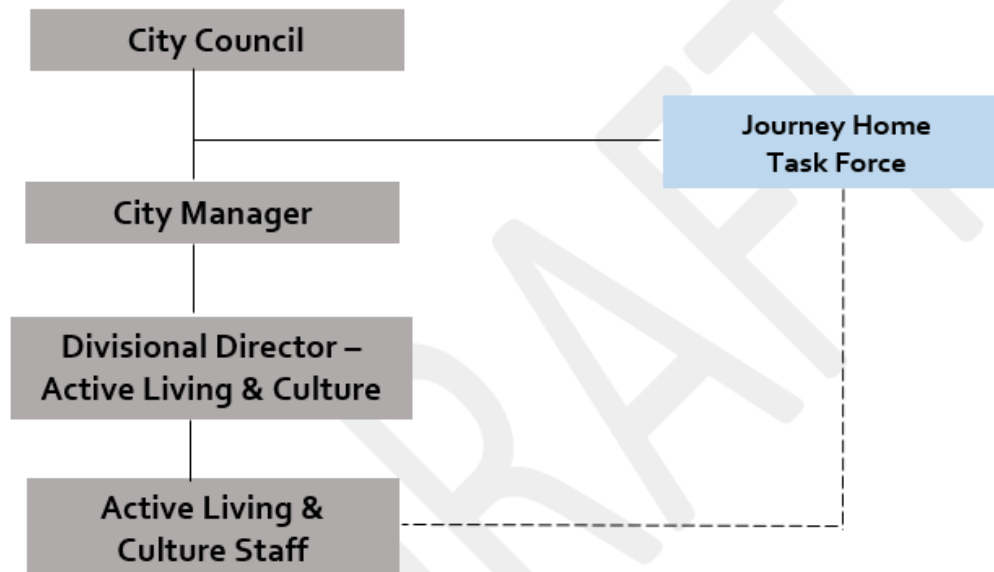 City Council
Journey Home
Task Force
City Manager
Divisional Director –
Active Living & Culture
Active Living &
Culture Staff
DRAFT